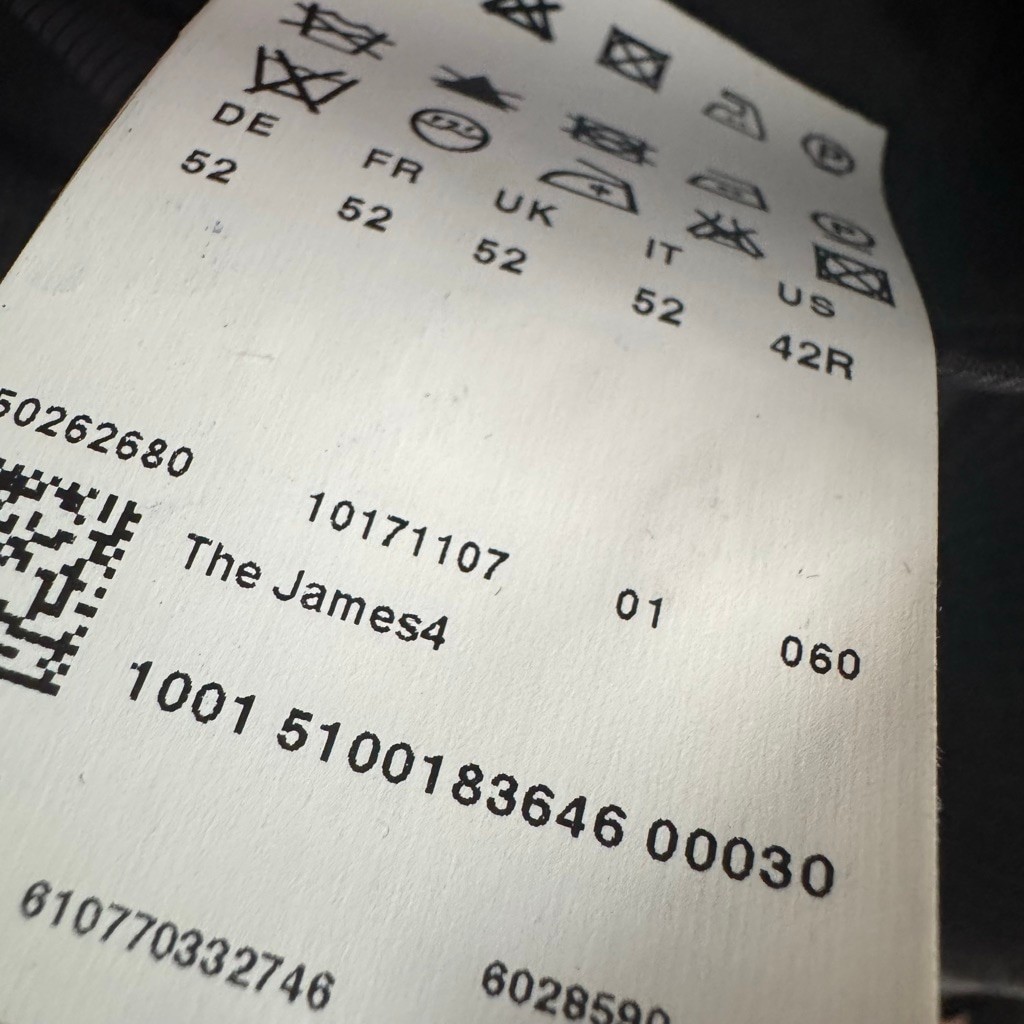 DE FR UK IT US
52 52 52 52 42R
50262680 10171107 01 060
The James4
1001 5100183646 00030
610770332746 6028590